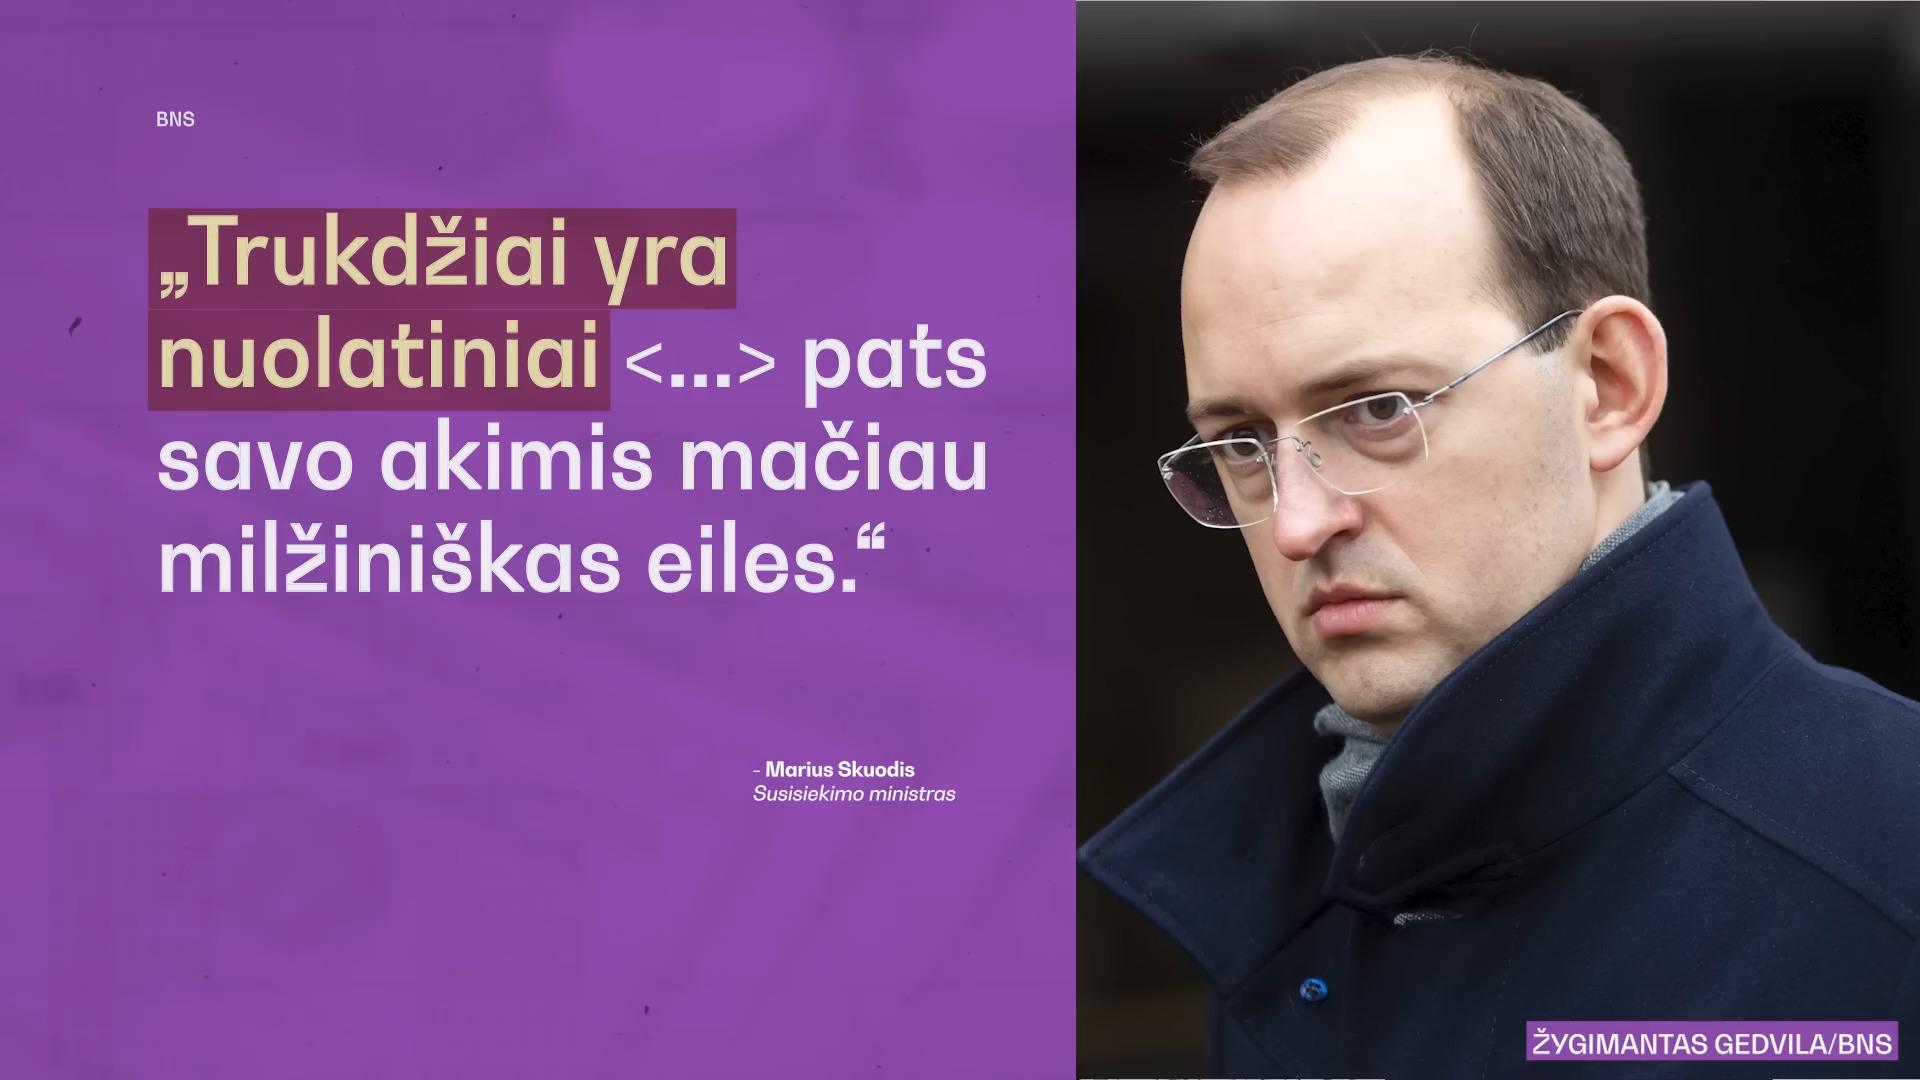 BNS
„Trukdžiai yra
nuolatiniai <...> pats
savo akimis mačiau
milžiniškas eiles.“
- Marius Skuodis
Susisiekimo ministras
ŽYGIMANTAS GEDVILA/BNS